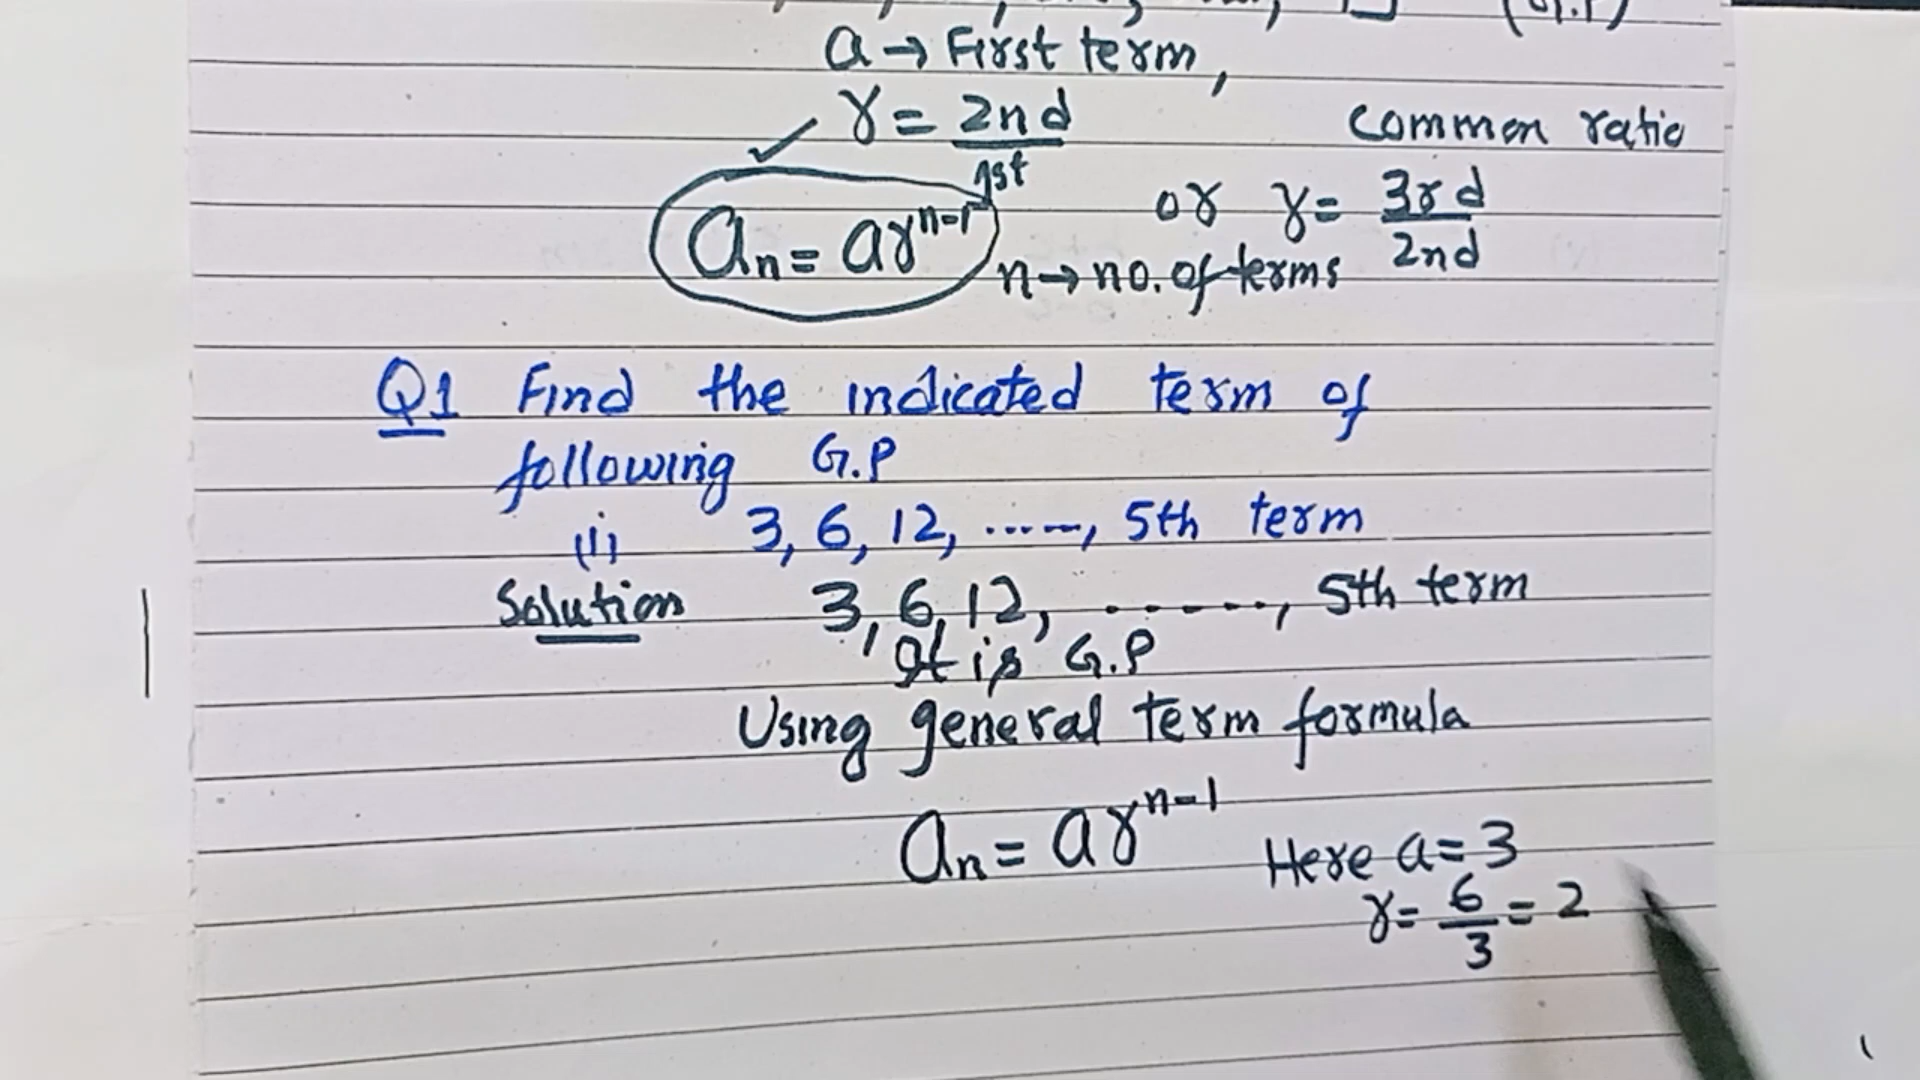 (G.P)
a → First term,
r = 2nd / 1st common ratio
or r = 3rd / 2nd
aₙ = arⁿ⁻¹ n → no. of terms
Q1 Find the indicated term of
following G.P
(i) 3, 6, 12, ......, 5th term
Solution 3, 6, 12, ......., 5th term
It is G.P
Using general term formula
aₙ = arⁿ⁻¹ Here a = 3
r = 6/3 = 2